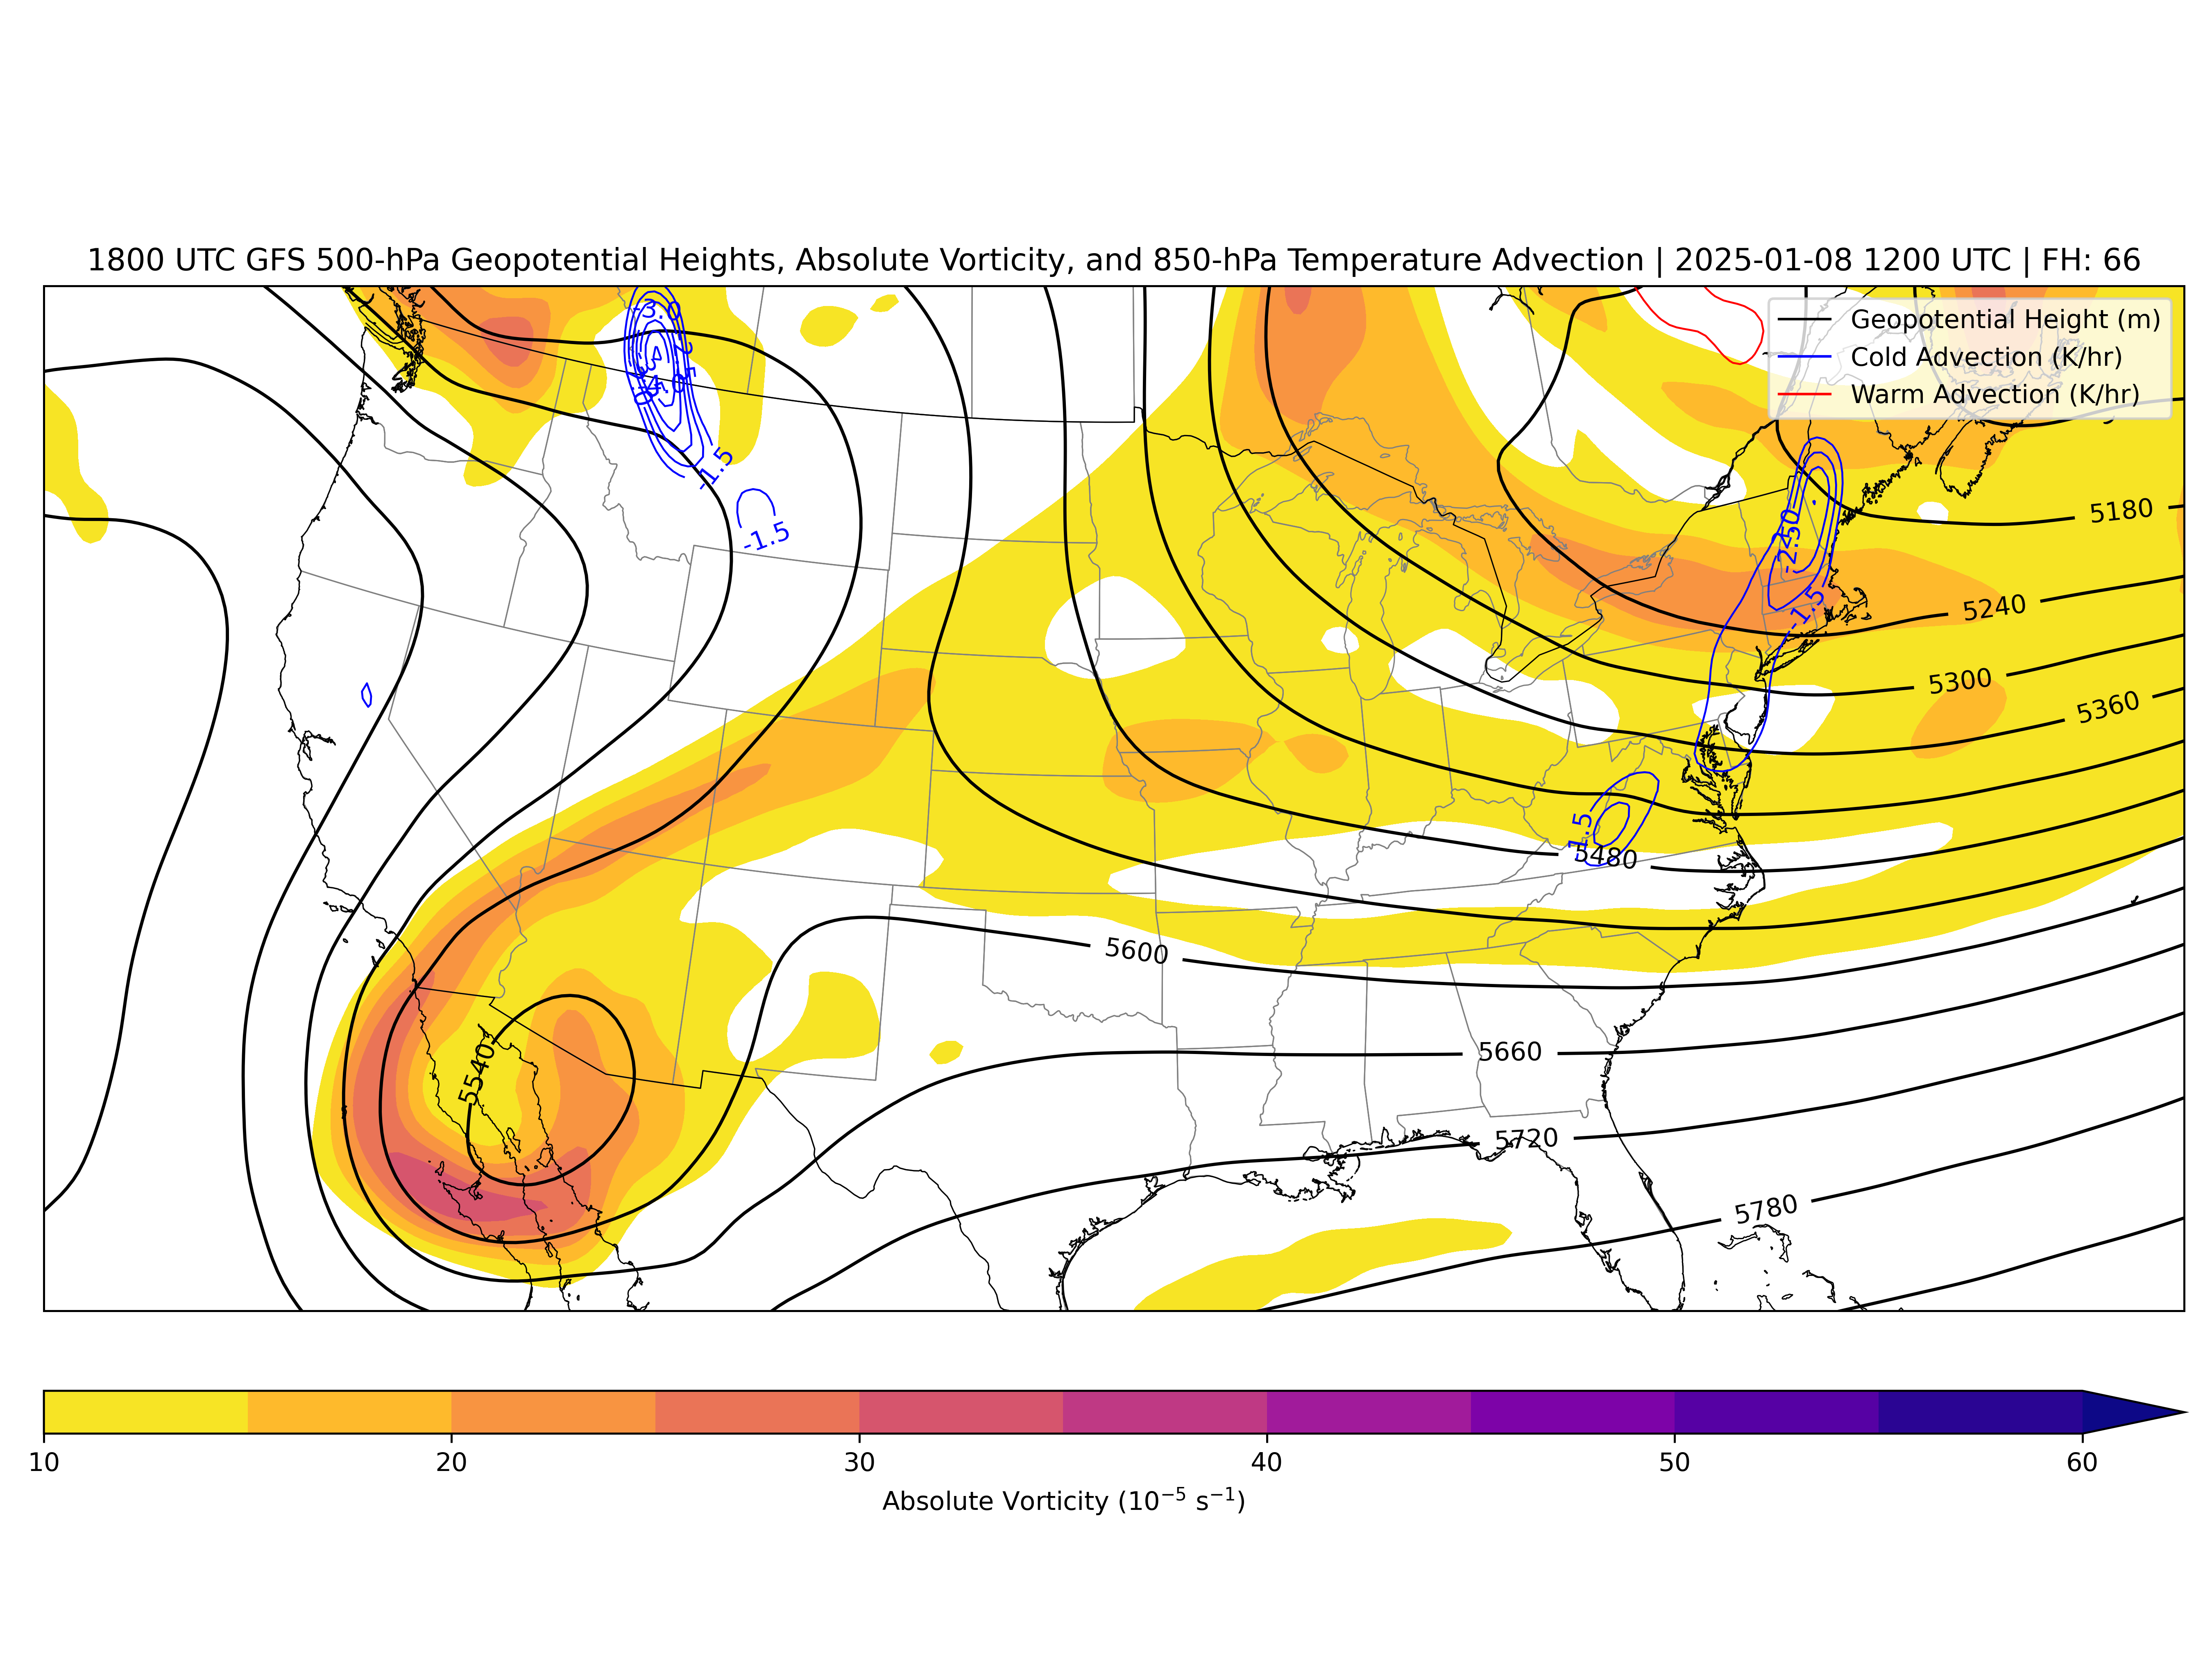 1800 UTC GFS 500-hPa Geopotential Heights, Absolute Vorticity, and 850-hPa Temperature Advection | 2025-01-08 1200 UTC | FH: 66
Geopotential Height (m)
Cold Advection (K/hr)
Warm Advection (K/hr)
-3.0
-2.5
-1.5
-1.5
5180
-2.50
5240
-1.5
5300
5360
5480
5600
5540
5660
5720
5780
10 20 30 40 50 60
Absolute Vorticity (10⁻⁵ s⁻¹)